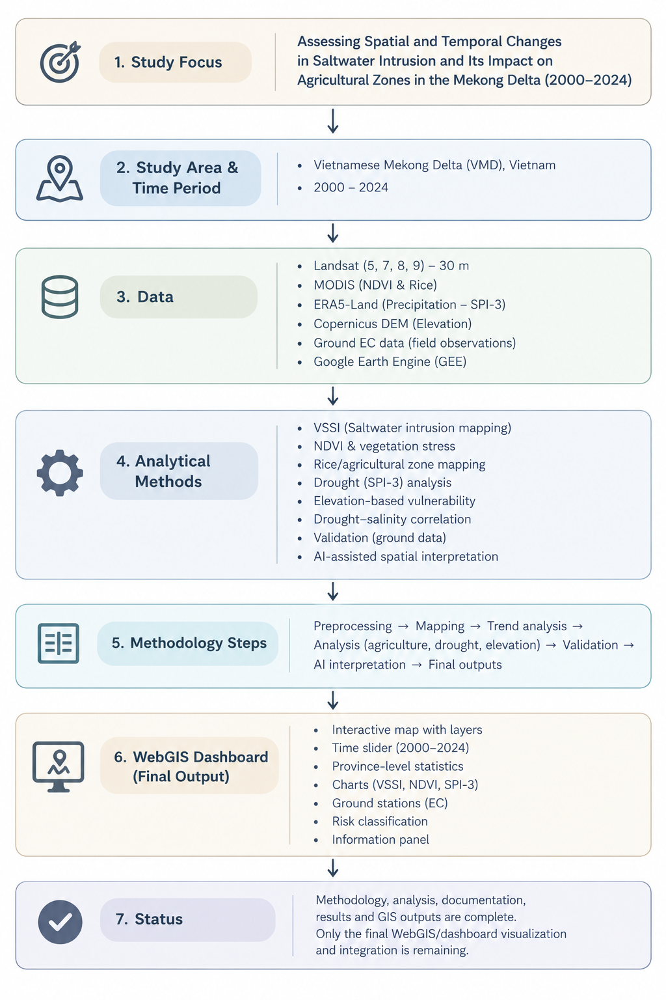 1. Study Focus
Assessing Spatial and Temporal Changes
in Saltwater Intrusion and Its Impact on
Agricultural Zones in the Mekong Delta (2000–2024)
2. Study Area &
Time Period
• Vietnamese Mekong Delta (VMD), Vietnam
• 2000 – 2024
3. Data
• Landsat (5, 7, 8, 9) – 30 m
• MODIS (NDVI & Rice)
• ERA5-Land (Precipitation – SPI-3)
• Copernicus DEM (Elevation)
• Ground EC data (field observations)
• Google Earth Engine (GEE)
4. Analytical
Methods
• VSSI (Saltwater intrusion mapping)
• NDVI & vegetation stress
• Rice/agricultural zone mapping
• Drought (SPI-3) analysis
• Elevation-based vulnerability
• Drought–salinity correlation
• Validation (ground data)
• AI-assisted spatial interpretation
5. Methodology Steps
Preprocessing → Mapping → Trend analysis →
Analysis (agriculture, drought, elevation) → Validation →
AI interpretation → Final outputs
6. WebGIS Dashboard
(Final Output)
• Interactive map with layers
• Time slider (2000–2024)
• Province-level statistics
• Charts (VSSI, NDVI, SPI-3)
• Ground stations (EC)
• Risk classification
• Information panel
7. Status
Methodology, analysis, documentation,
results and GIS outputs are complete.
Only the final WebGIS/dashboard visualization
and integration is remaining.